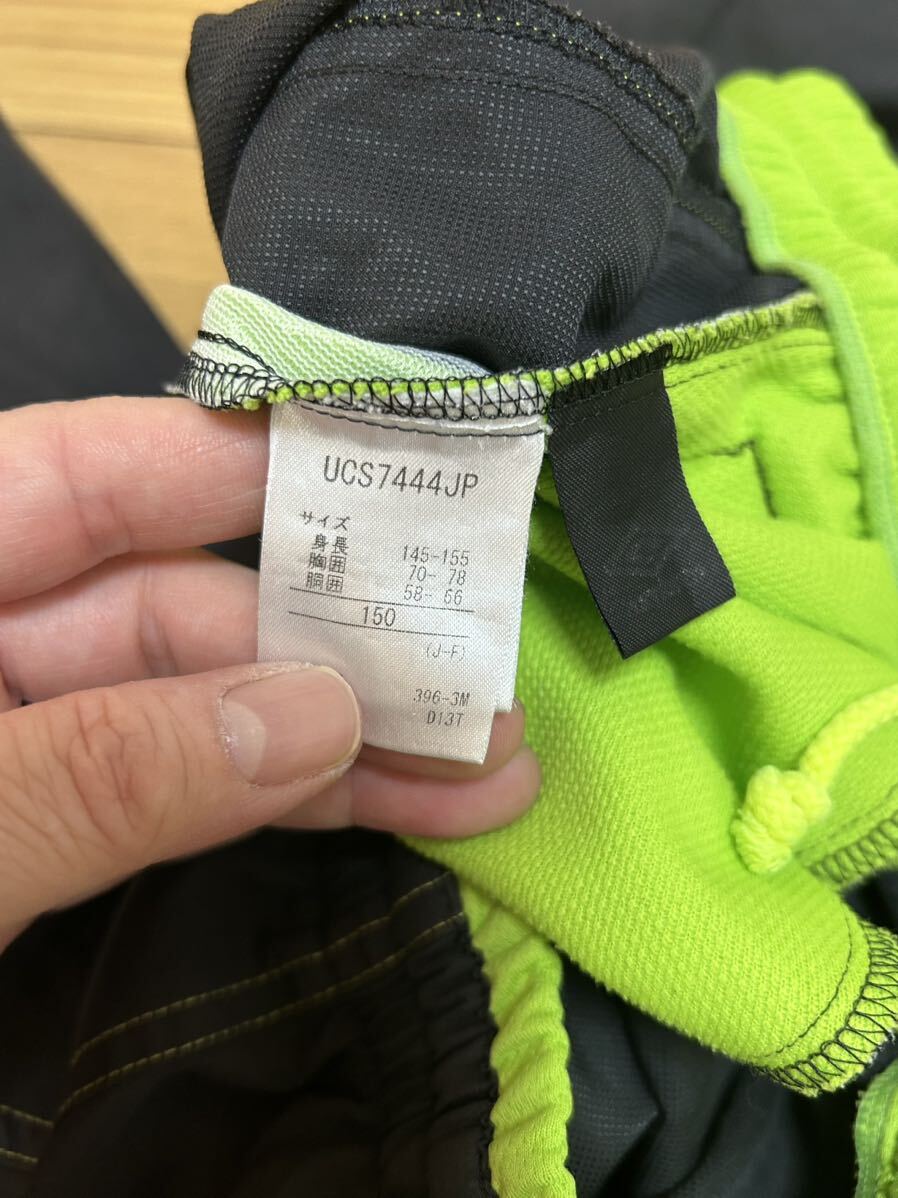 UCS7444JP
サイズ
身長 145-155
胸囲 70- 78
胴囲 58- 66
150
(J-F)
396-3M
D13T